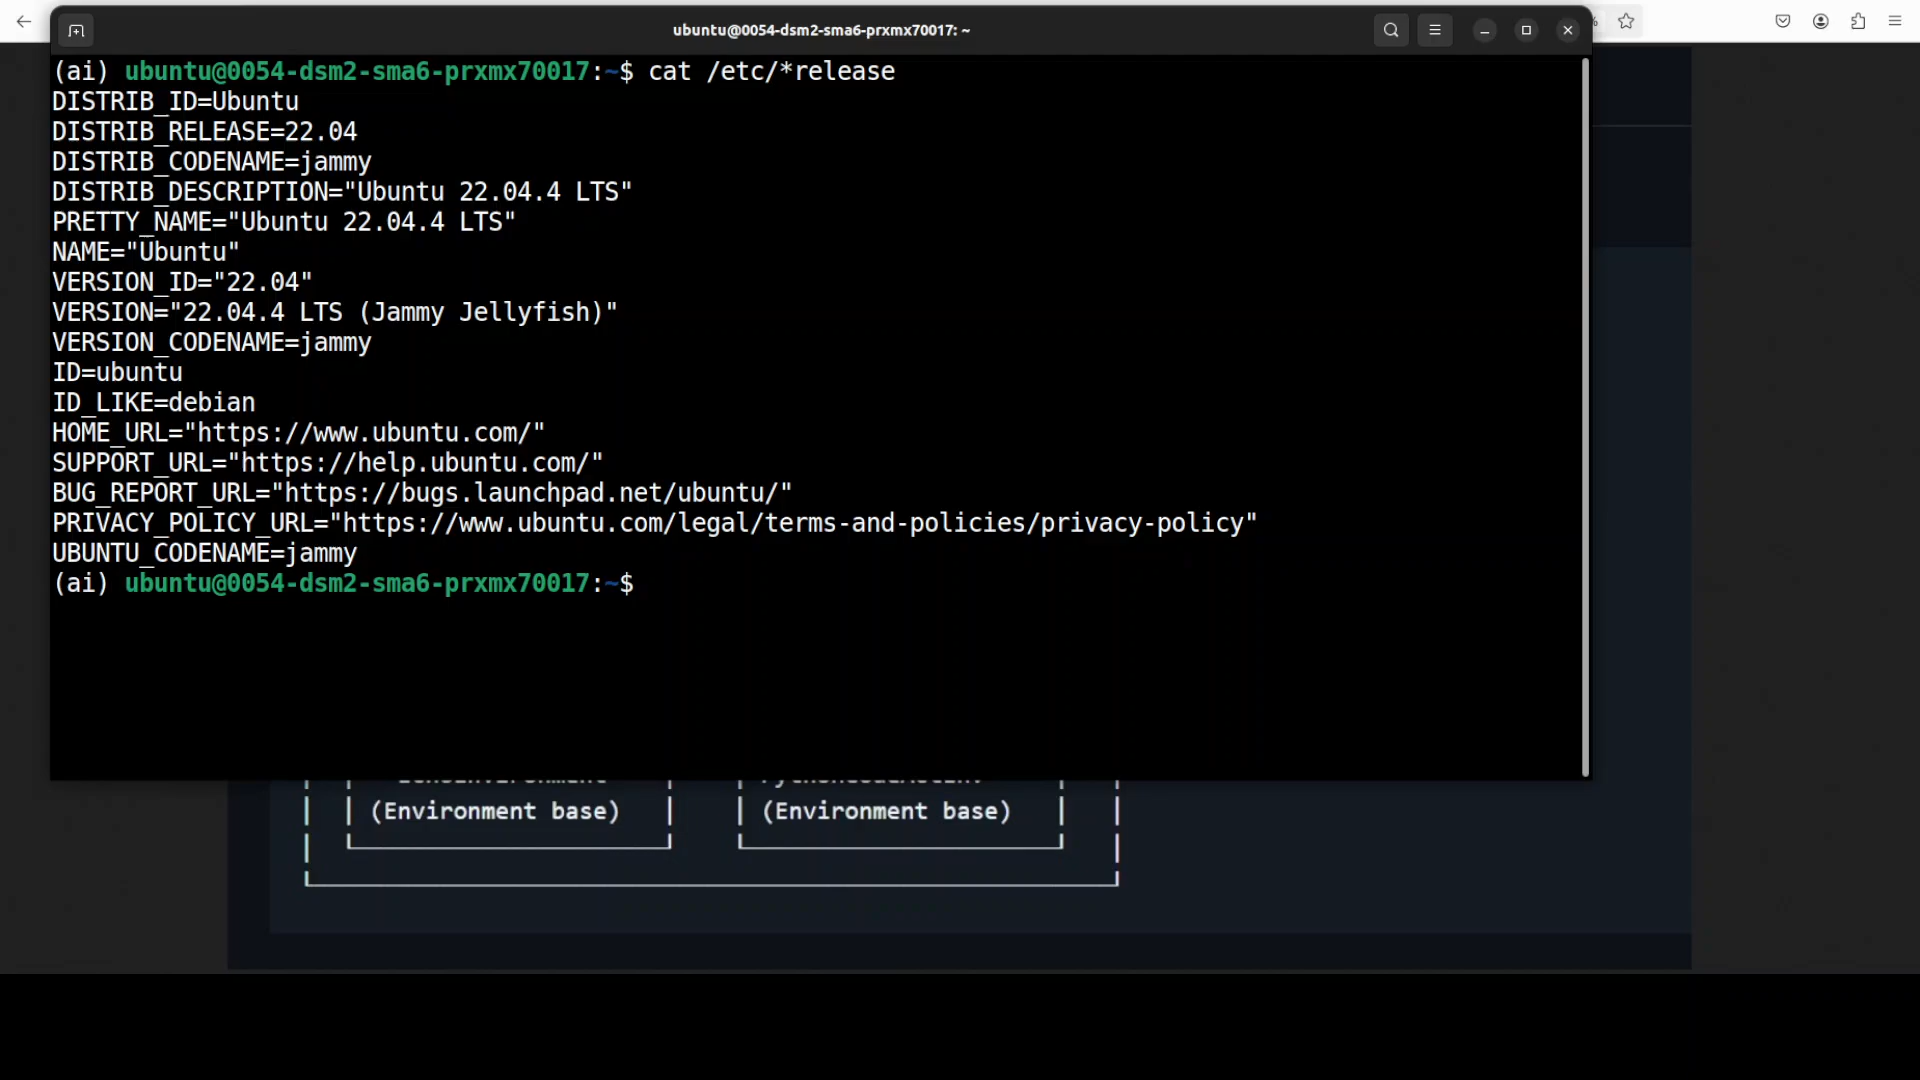 ubuntu@0054-dsm2-sma6-prxmx70017: ~
(ai) ubuntu@0054-dsm2-sma6-prxmx70017:~$ cat /etc/*release
DISTRIB_ID=Ubuntu
DISTRIB_RELEASE=22.04
DISTRIB_CODENAME=jammy
DISTRIB_DESCRIPTION="Ubuntu 22.04.4 LTS"
PRETTY_NAME="Ubuntu 22.04.4 LTS"
NAME="Ubuntu"
VERSION_ID="22.04"
VERSION="22.04.4 LTS (Jammy Jellyfish)"
VERSION_CODENAME=jammy
ID=ubuntu
ID_LIKE=debian
HOME_URL="https://www.ubuntu.com/"
SUPPORT_URL="https://help.ubuntu.com/"
BUG_REPORT_URL="https://bugs.launchpad.net/ubuntu/"
PRIVACY_POLICY_URL="https://www.ubuntu.com/legal/terms-and-policies/privacy-policy"
UBUNTU_CODENAME=jammy
(ai) ubuntu@0054-dsm2-sma6-prxmx70017:~$
(Environment base) (Environment base)